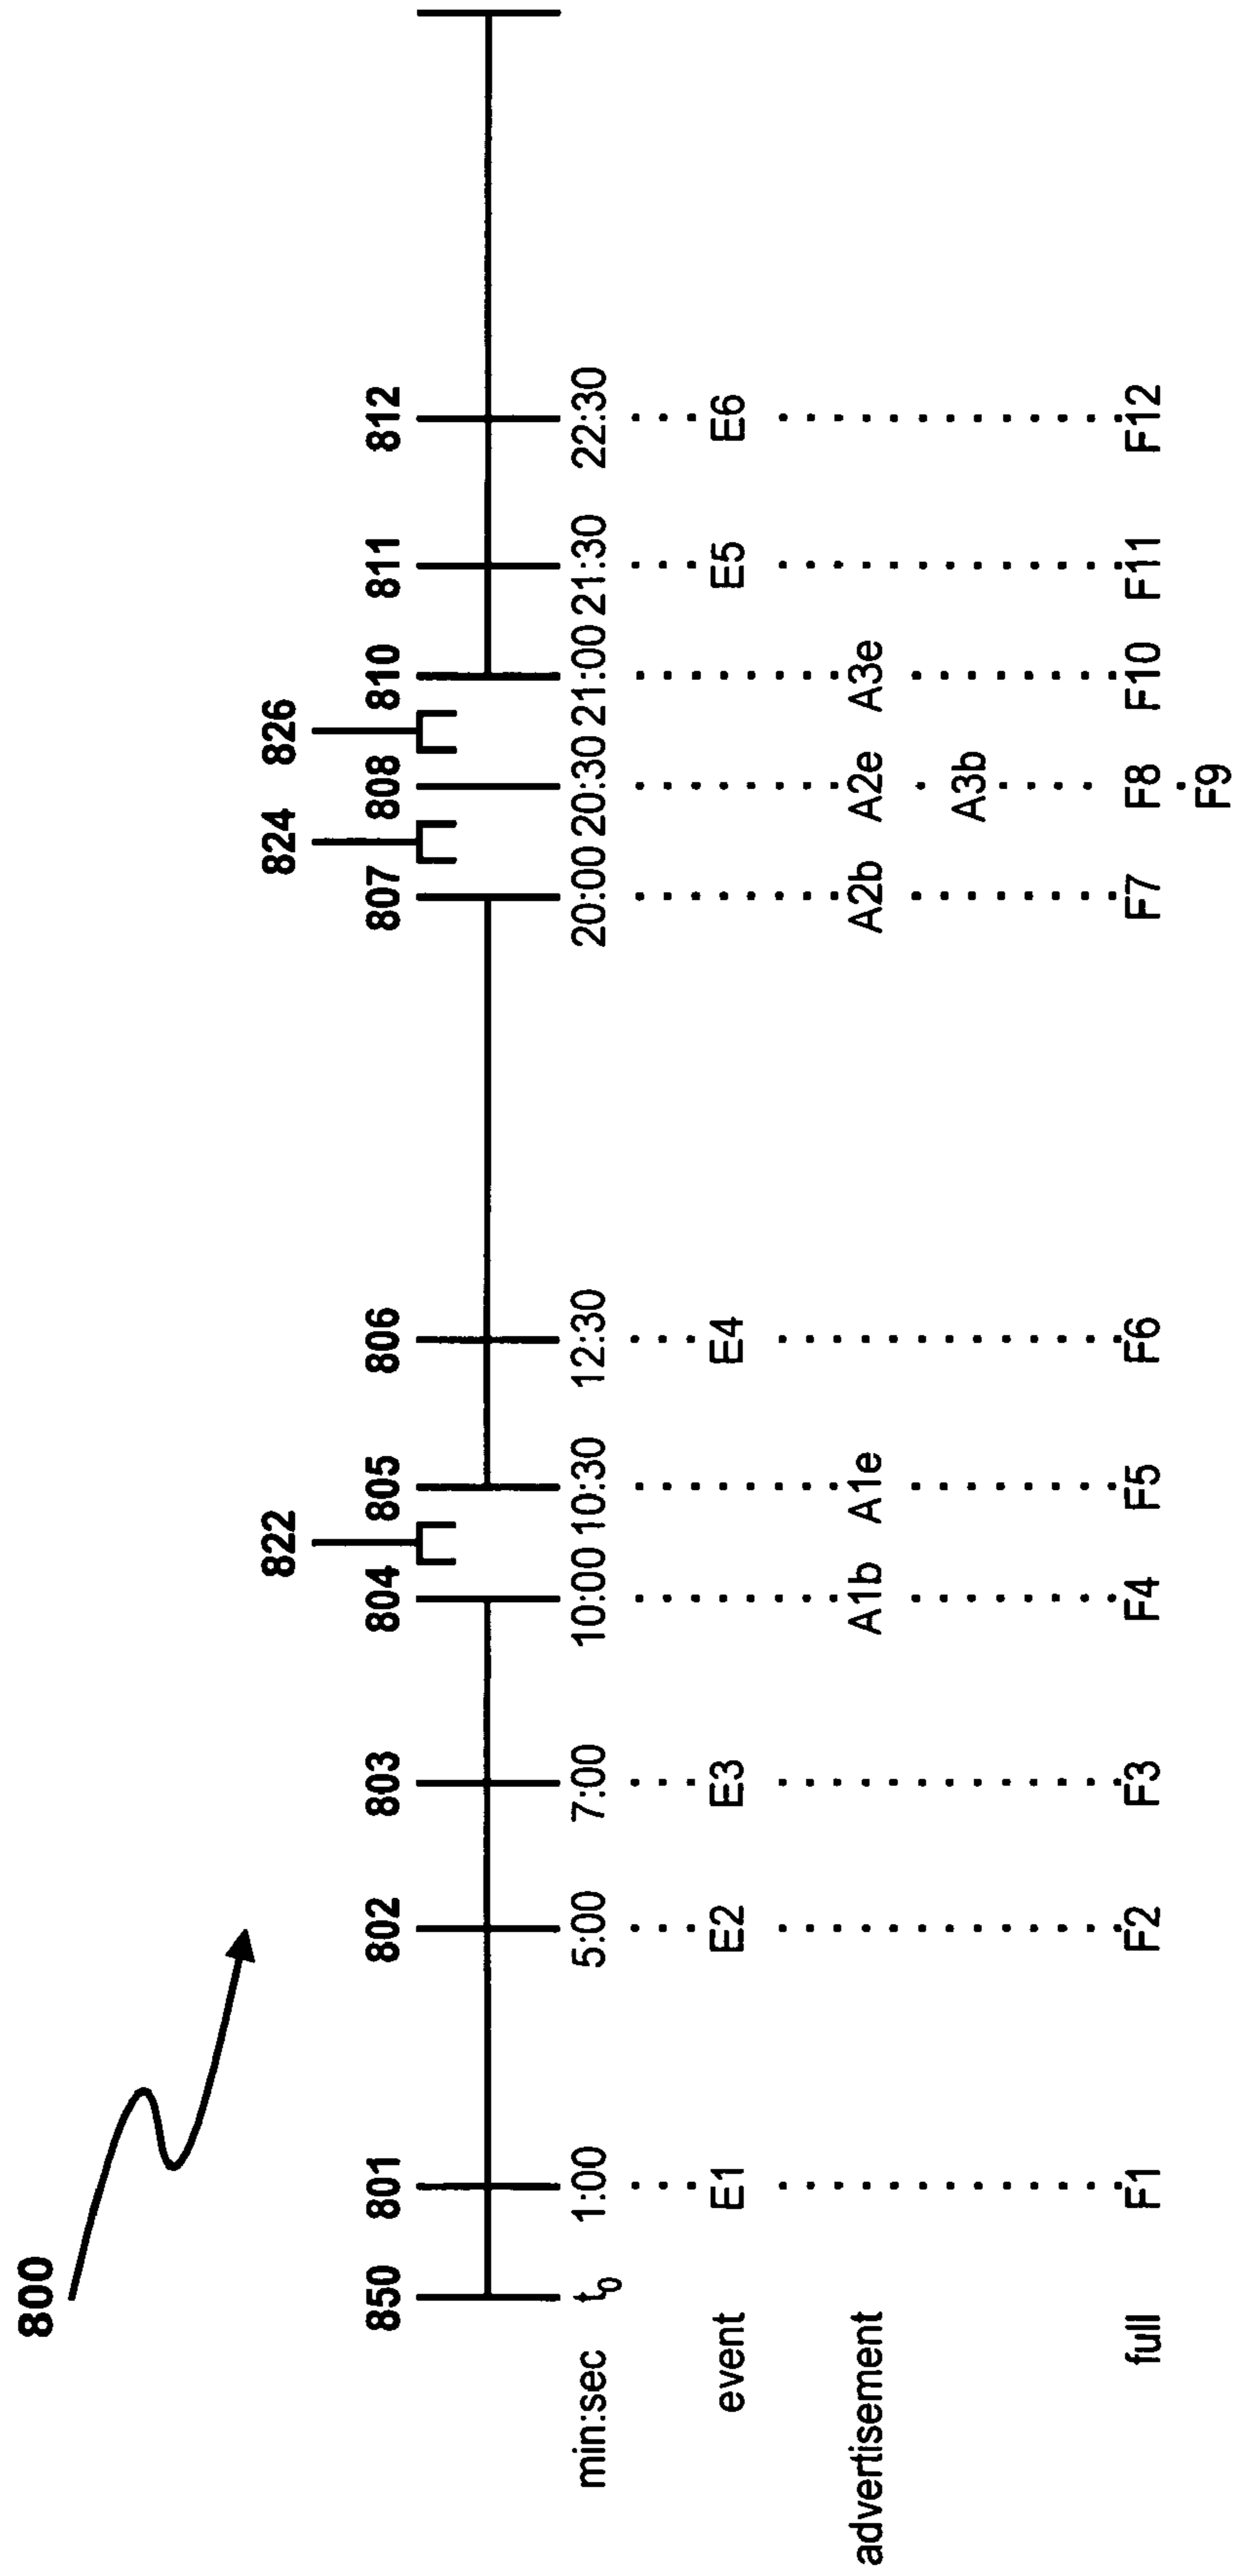 800
822 824 826
850 801 802 803 804 805 806 807 808 810 811 812
min:sec t0 1:00 5:00 7:00 10:00 10:30 12:30 20:00 20:30 21:00 21:30 22:30
event E1 E2 E3 E4 E5 E6
advertisement A1b A1e A2b A2e A3e
A3b
full F1 F2 F3 F4 F5 F6 F7 F8 F10 F11 F12
F9